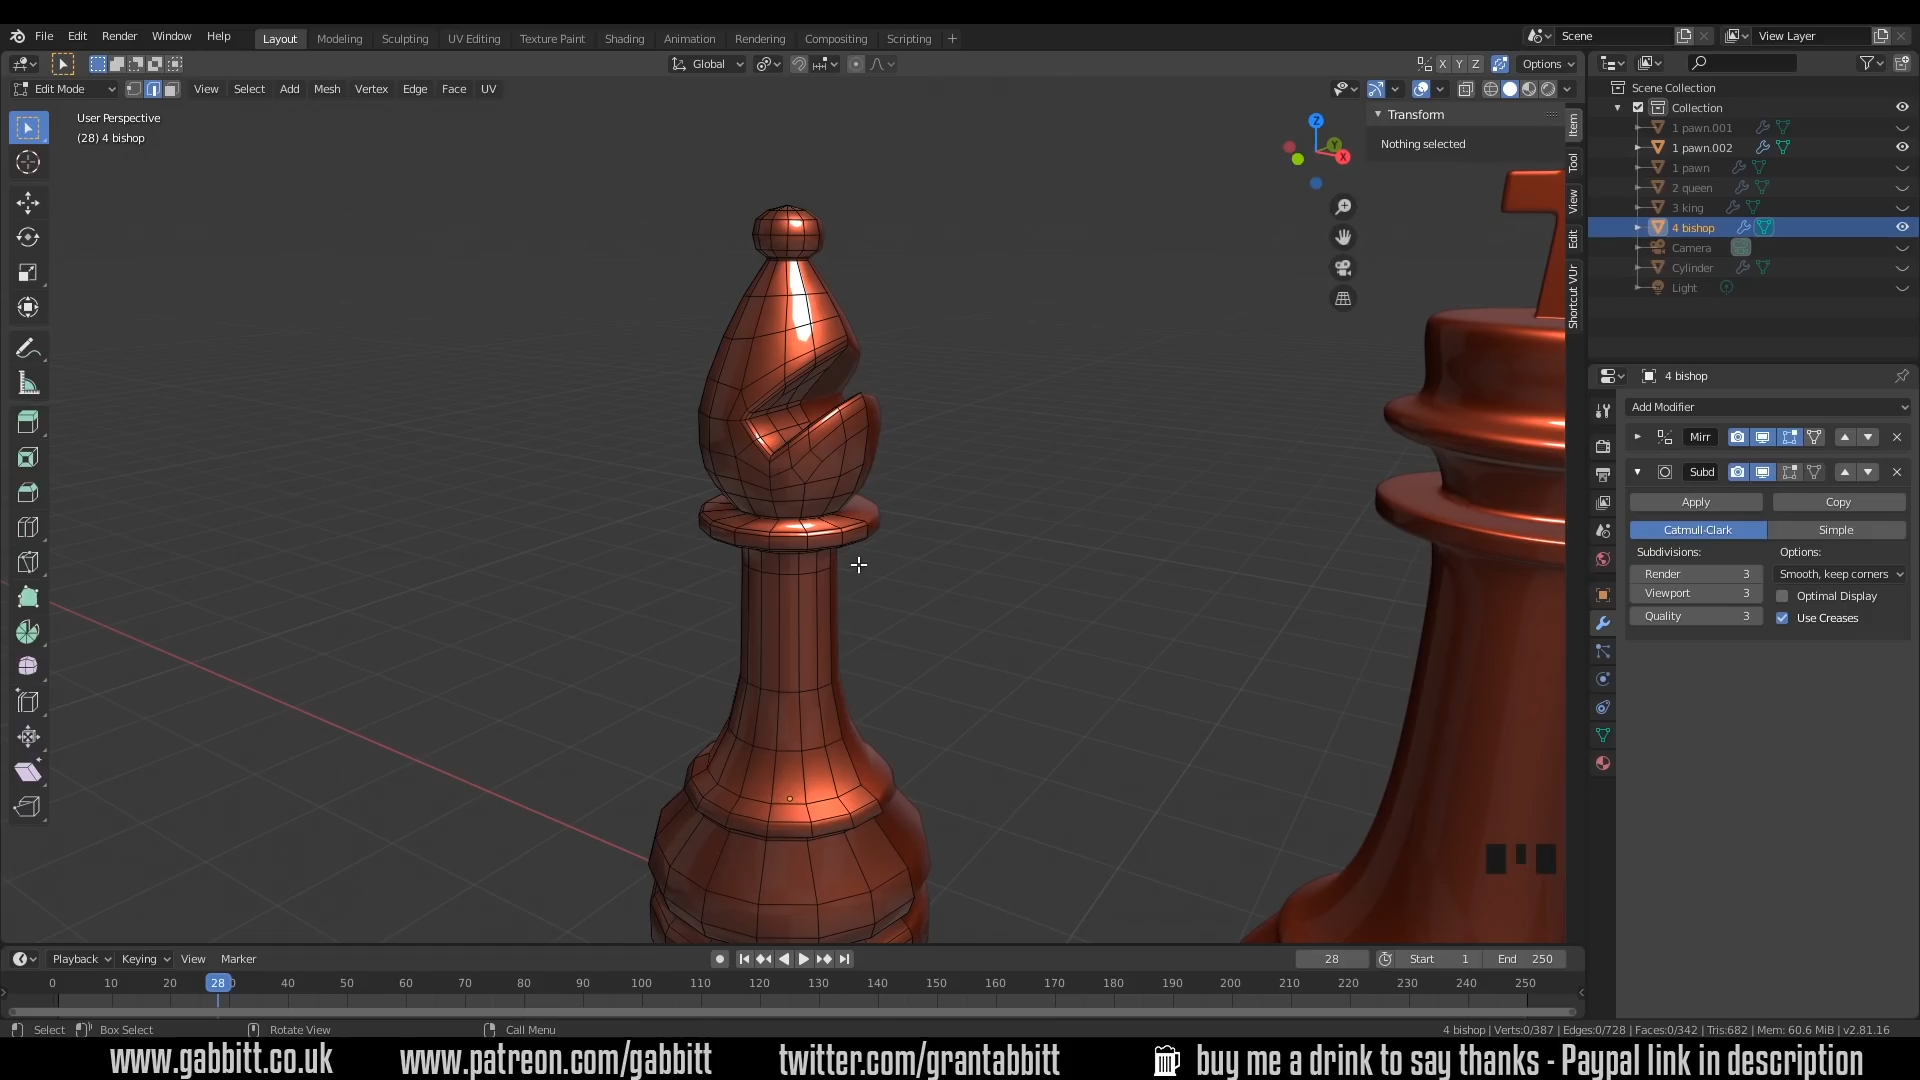 File Edit Render Window Help Layout Modeling Sculpting UV Editing Texture Paint Shading Animation Rendering Compositing Scripting + Scene View Layer
Global X Y Z Options
Edit Mode View Select Add Mesh Vertex Edge Face UV
User Perspective
(28) 4 bishop
Transform
Nothing selected
Item
Tool
View
Edit
Shortcut VUr
Z
Y
X
Scene Collection
Collection
1 pawn.001
1 pawn.002
1 pawn
2 queen
3 king
4 bishop
Camera
Cylinder
Light
4 bishop
Add Modifier
Mirr
Subd
Apply Copy
Catmull-Clark Simple
Subdivisions: Options:
Render 3 Smooth, keep corners
Viewport 3 Optimal Display
Quality 3 Use Creases
Playback Keying View Marker 28 Start 1 End 250
0 10 20 28 40 50 60 70 80 90 100 110 120 130 140 150 160 170 180 190 200 210 220 230 240 250
Select Box Select Rotate View Call Menu 4 bishop | Verts:0/387 | Edges:0/728 | Faces:0/342 | Tris:682 | Mem: 60.6 MiB | v2.81.16
www.gabbitt.co.uk www.patreon.com/gabbitt twitter.com/grantabbitt buy me a drink to say thanks - Paypal link in description